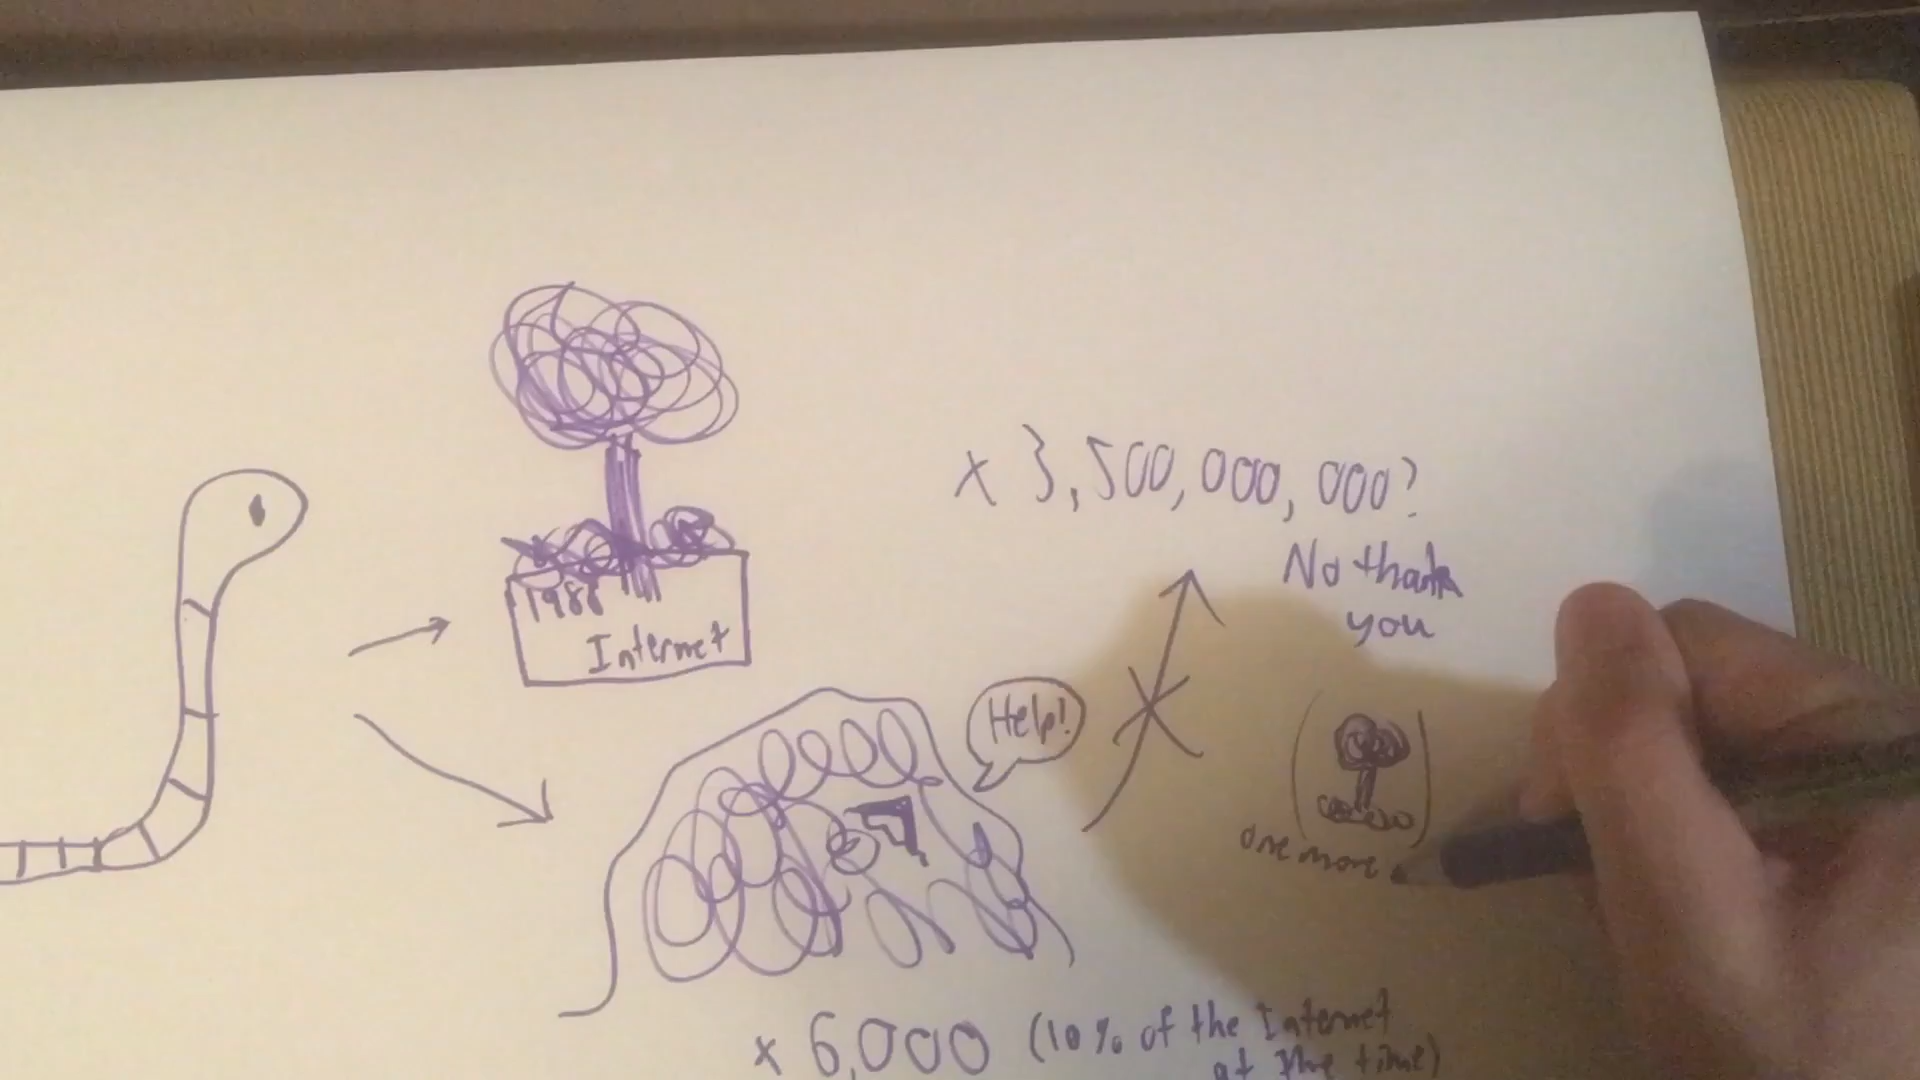 1988
Internet
x 3,500,000,000?
No thank
you
Help!
one more
x 6,000 (10% of the Internet
at the time)